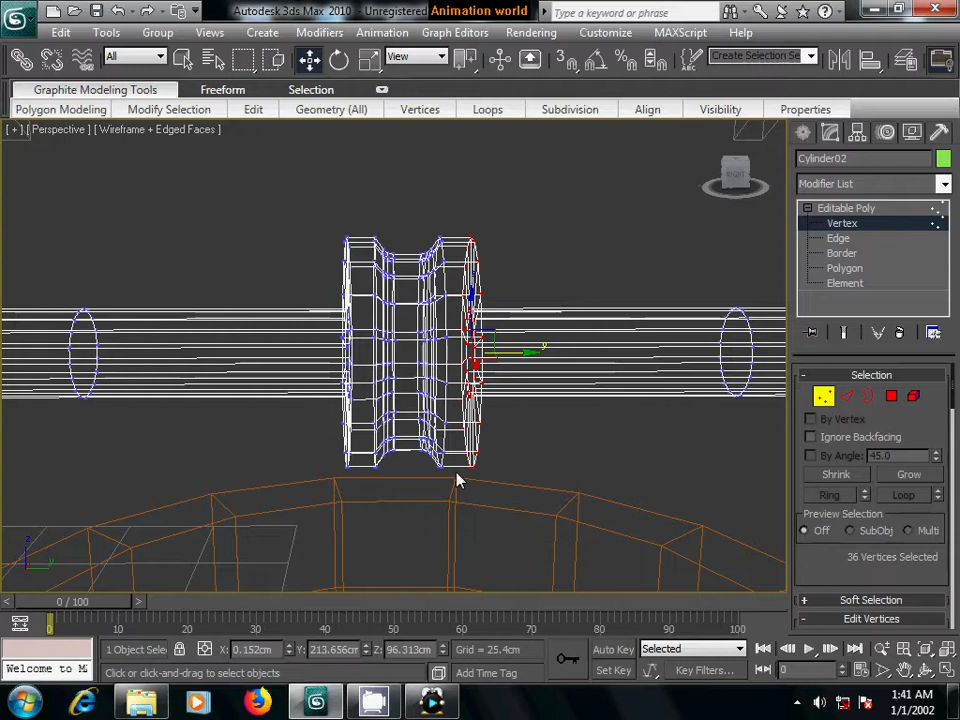 Autodesk 3ds Max 2010 - Unregistered
Animation world
Type a keyword or phrase
Edit Tools Group Views Create Modifiers Animation Graph Editors Rendering Customize MAXScript Help
All
View
3
Create Selection Se
Graphite Modeling Tools Freeform Selection
Polygon Modeling Modify Selection Edit Geometry (All) Vertices Loops Subdivision Align Visibility Properties
[ + ] [ Perspective ] [ Wireframe + Edged Faces ]
RIGHT
Cylinder02
Modifier List
Editable Poly
Vertex
Edge
Border
Polygon
Element
Selection
By Vertex
Ignore Backfacing
By Angle: 45.0
Shrink Grow
Ring Loop
Preview Selection
Off SubObj Multi
36 Vertices Selected
Soft Selection
Edit Vertices
y
z
y
0 / 100
0 10 20 30 40 50 60 70 80 90 100
1 Object Selec X: 0.152cm Y: 213.656cm Z: 96.313cm Grid = 25.4cm Auto Key Selected
Welcome to M Click or click-and-drag to select objects Add Time Tag Set Key Key Filters... 0
1:41 AM
1/1/2002